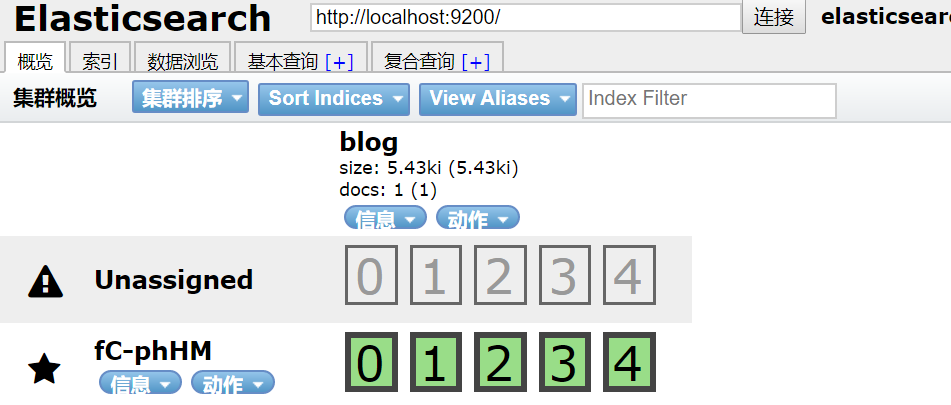 Elasticsearch http://localhost:9200/ 连接 elasticsear
概览 索引 数据浏览 基本查询 [+] 复合查询 [+]
集群概览 集群排序 Sort Indices View Aliases Index Filter
blog
size: 5.43ki (5.43ki)
docs: 1 (1)
信息 动作
Unassigned 0 1 2 3 4
fC-phHM 0 1 2 3 4
信息 动作